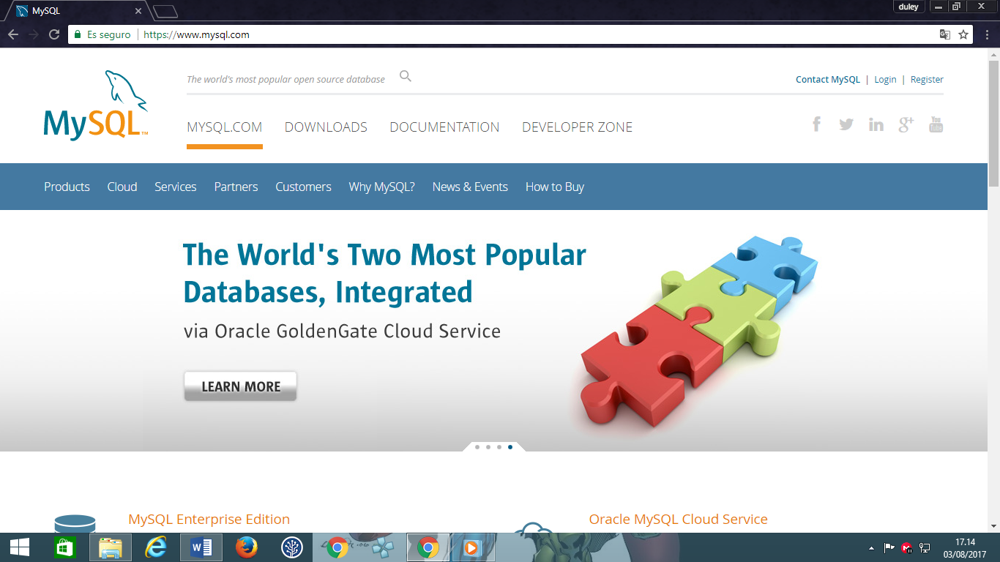 MySQL
duley
Es seguro https://www.mysql.com
The world's most popular open source database
Contact MySQL | Login | Register
MySQL™
MYSQL.COM DOWNLOADS DOCUMENTATION DEVELOPER ZONE
You Tube
Products Cloud Services Partners Customers Why MySQL? News & Events How to Buy
The World's Two Most Popular
Databases, Integrated
via Oracle GoldenGate Cloud Service
LEARN MORE
MySQL Enterprise Edition
Oracle MySQL Cloud Service
17.14
03/08/2017